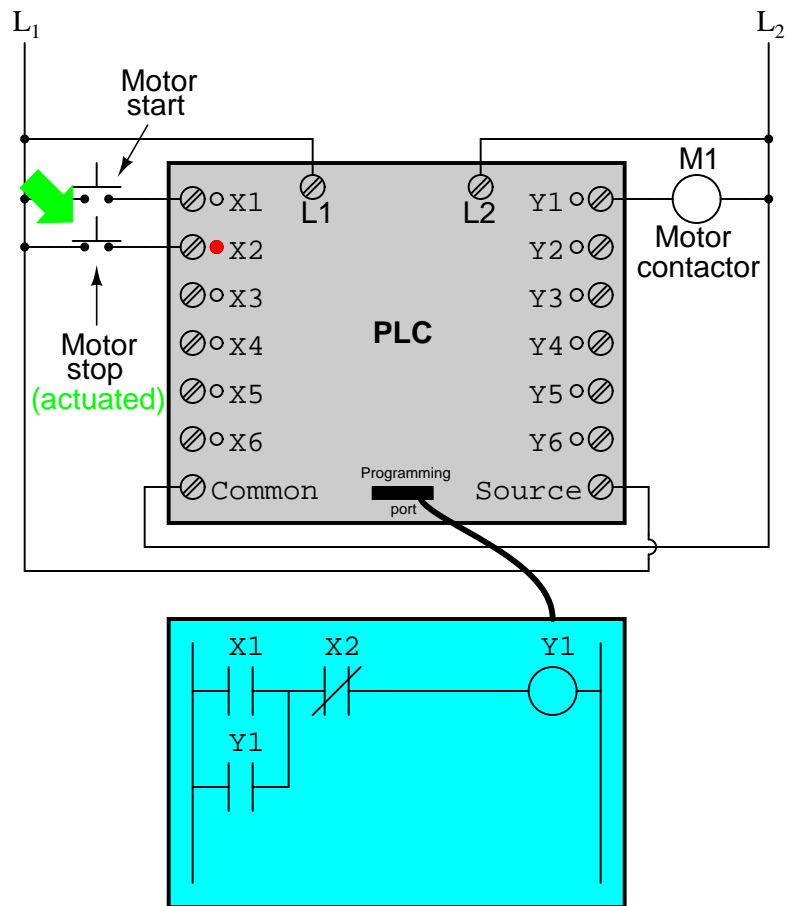 L1
L2
Motor
start
M1
Motor
contactor
X1
L1
L2
Y1
X2
Y2
X3
Y3
PLC
X4
Y4
X5
Y5
X6
Y6
Motor
stop
(actuated)
Common
Programming
port
Source
X1
X2
Y1
Y1